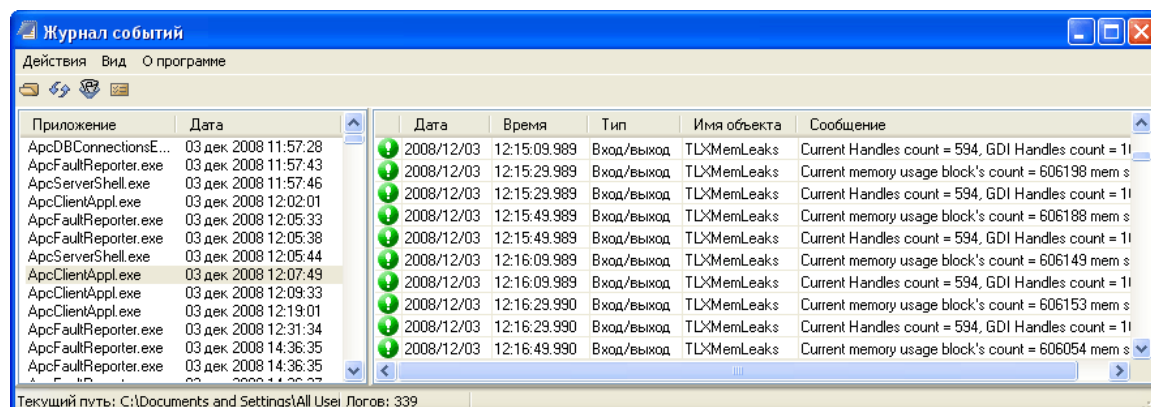 Журнал событий
Действия Вид О программе
Приложение Дата
ApcDBConnectionsE... 03 дек 2008 11:57:28
ApcFaultReporter.exe 03 дек 2008 11:57:43
ApcServerShell.exe 03 дек 2008 11:57:46
ApcClientAppl.exe 03 дек 2008 12:02:01
ApcFaultReporter.exe 03 дек 2008 12:05:33
ApcFaultReporter.exe 03 дек 2008 12:05:38
ApcServerShell.exe 03 дек 2008 12:05:44
ApcClientAppl.exe 03 дек 2008 12:07:49
ApcClientAppl.exe 03 дек 2008 12:09:33
ApcClientAppl.exe 03 дек 2008 12:19:01
ApcFaultReporter.exe 03 дек 2008 12:31:34
ApcFaultReporter.exe 03 дек 2008 14:36:35
ApcFaultReporter.exe 03 дек 2008 14:36:35
Дата Время Тип Имя объекта Сообщение
2008/12/03 12:15:09.989 Вход/выход TLXMemLeaks Current Handles count = 594, GDI Handles count =
2008/12/03 12:15:29.989 Вход/выход TLXMemLeaks Current memory usage block's count = 606198 mem s
2008/12/03 12:15:29.989 Вход/выход TLXMemLeaks Current Handles count = 594, GDI Handles count =
2008/12/03 12:15:49.989 Вход/выход TLXMemLeaks Current memory usage block's count = 606188 mem s
2008/12/03 12:15:49.989 Вход/выход TLXMemLeaks Current Handles count = 594, GDI Handles count =
2008/12/03 12:16:09.989 Вход/выход TLXMemLeaks Current memory usage block's count = 606149 mem s
2008/12/03 12:16:09.989 Вход/выход TLXMemLeaks Current Handles count = 594, GDI Handles count =
2008/12/03 12:16:29.990 Вход/выход TLXMemLeaks Current memory usage block's count = 606153 mem s
2008/12/03 12:16:29.990 Вход/выход TLXMemLeaks Current Handles count = 594, GDI Handles count =
2008/12/03 12:16:49.990 Вход/выход TLXMemLeaks Current memory usage block's count = 606054 mem s
Текущий путь: C:\Documents and Settings\All User Логов: 339